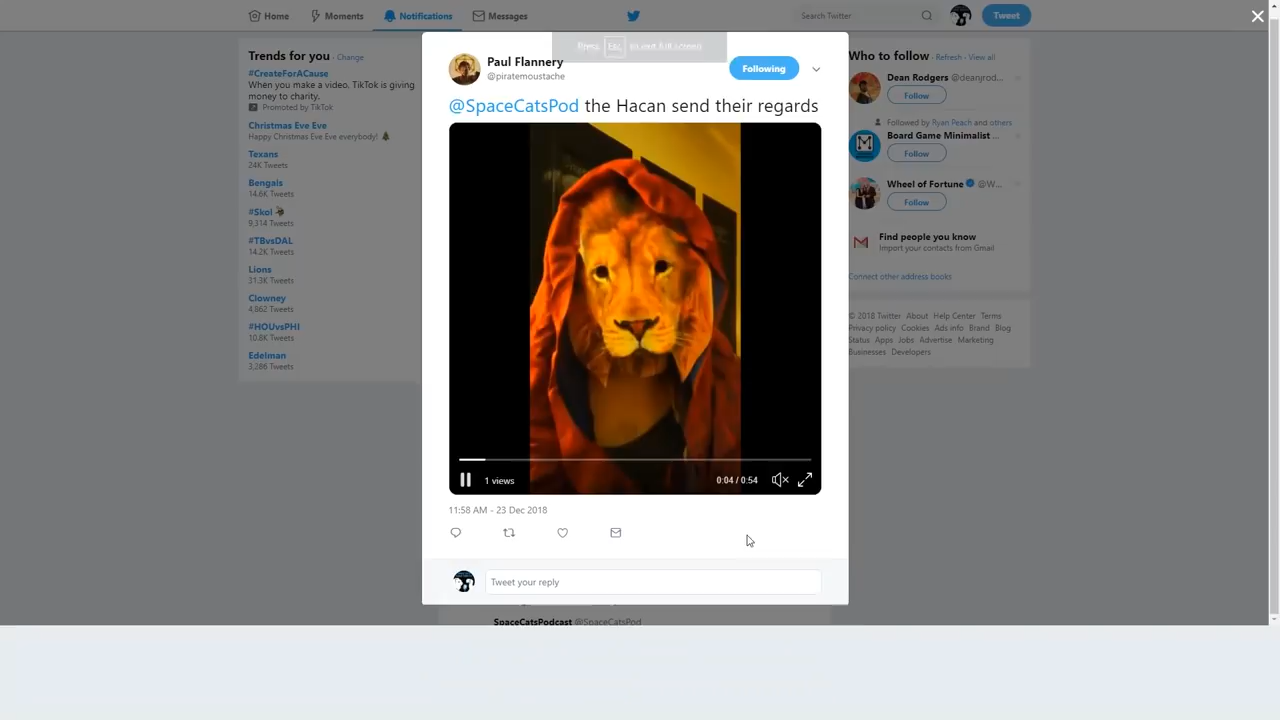 Home
Moments
Notifications
Messages
Search Twitter
Tweet
Trends for you · Change
#CreateForACause
When you make a video, TikTok is giving
money to charity.
Promoted by TikTok
Christmas Eve Eve
Happy Christmas Eve Eve everybody!
Texans
24K Tweets
Bengals
14.6K Tweets
#Skol
9,314 Tweets
#TBvsDAL
14.2K Tweets
Lions
31.3K Tweets
Clowney
4,862 Tweets
#HOUvsPHI
10.8K Tweets
Edelman
3,286 Tweets
Press Esc to exit full screen
Paul Flannery
@piratemoustache
Following
@SpaceCatsPod the Hacan send their regards
1 views
0:04 / 0:54
11:58 AM - 23 Dec 2018
Tweet your reply
SpaceCatsPodcast @SpaceCatsPod
Who to follow · Refresh · View all
Dean Rodgers @deanjrod...
Follow
Followed by Ryan Peach and others
Board Game Minimalist ...
Follow
Wheel of Fortune @W...
Follow
Find people you know
Import your contacts from Gmail
Connect other address books
© 2018 Twitter About Help Center Terms
Privacy policy Cookies Ads info Brand Blog
Status Apps Jobs Advertise Marketing
Businesses Developers